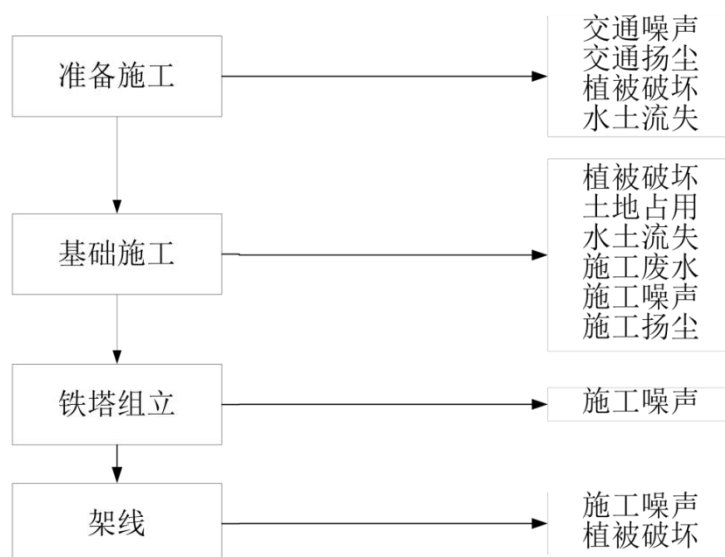 准备施工
交通噪声
交通扬尘
植被破坏
水土流失
基础施工
植被破坏
土地占用
水土流失
施工废水
施工噪声
施工扬尘
铁塔组立
施工噪声
架线
施工噪声
植被破坏